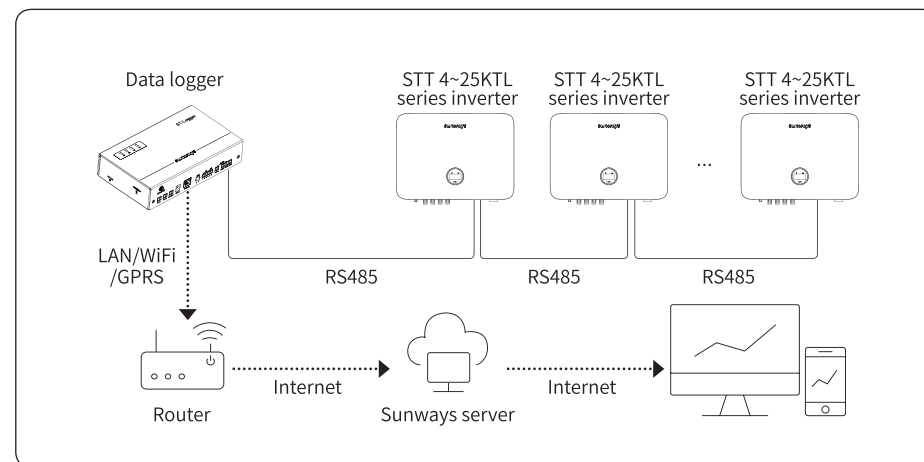 Data logger
STT 4~25KTL
series inverter
STT 4~25KTL
series inverter
STT 4~25KTL
series inverter
...
LAN/WiFi
/GPRS
RS485
RS485
RS485
Internet
Internet
Router
Sunways server